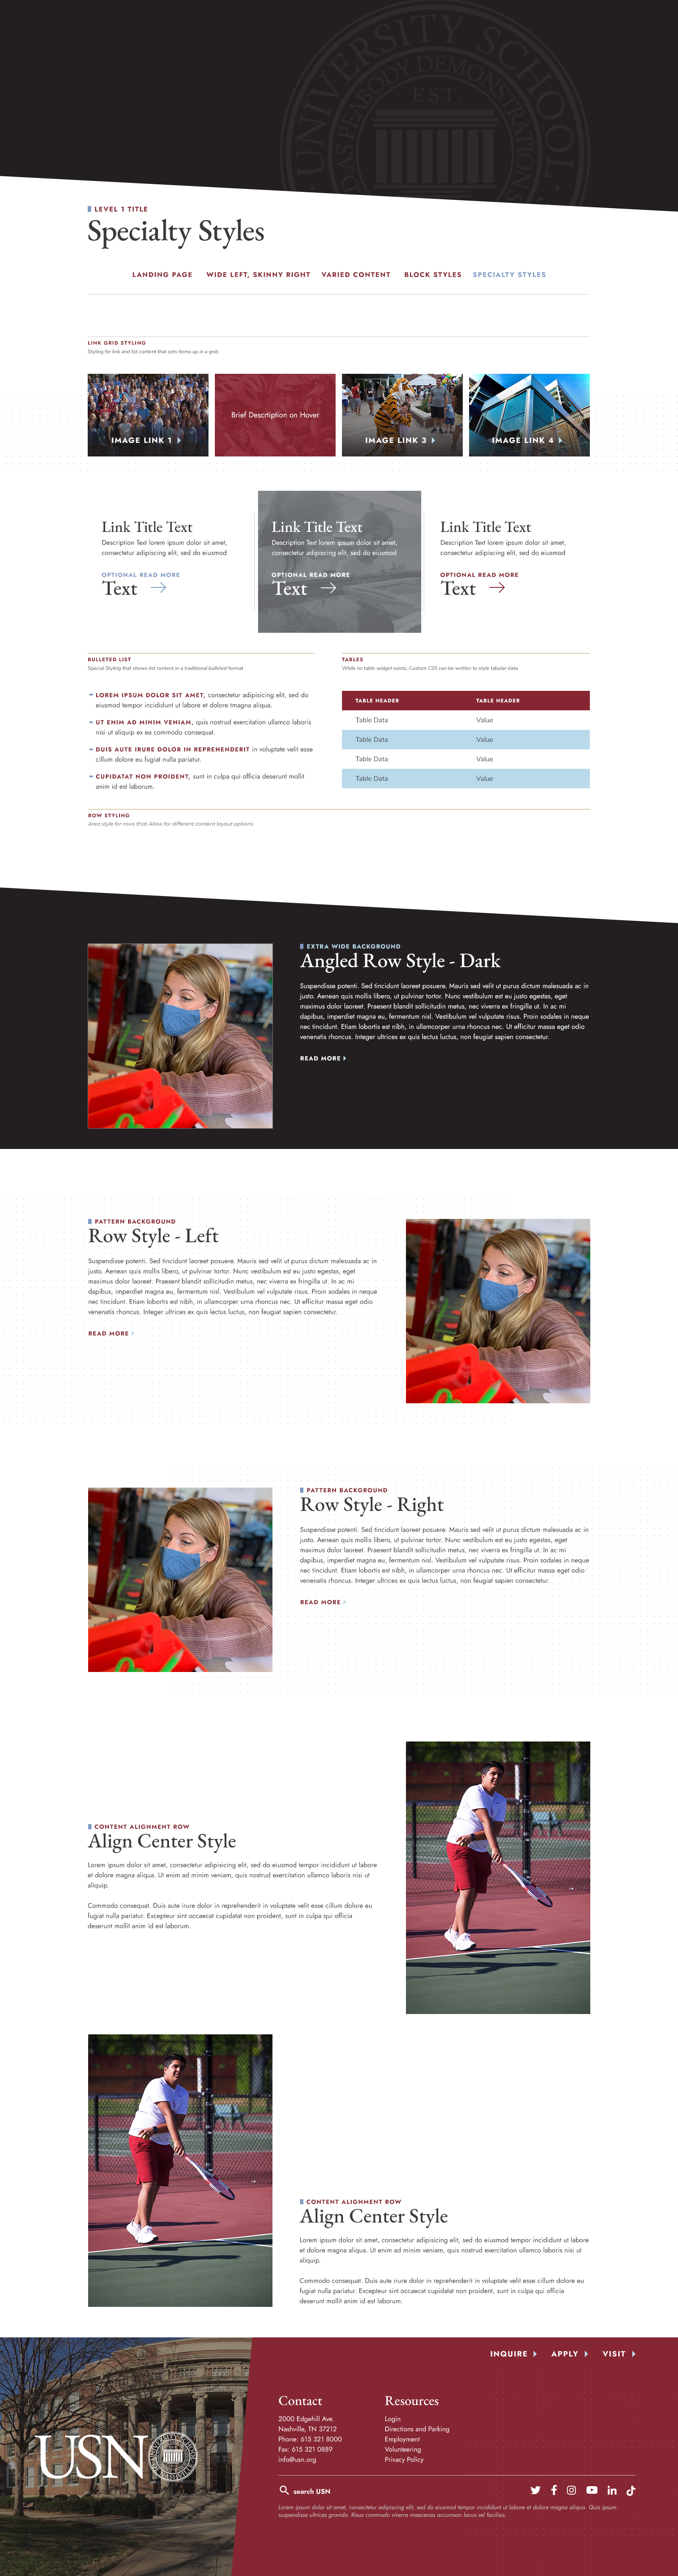 UNIVERSITY SCHOOL
AS PEABODY DEMONSTR
EST.
LEVEL 1 TITLE
Specialty Styles
LANDING PAGE
WIDE LEFT, SKINNY RIGHT
VARIED CONTENT
BLOCK STYLES
SPECIALTY STYLES
LINK GRID STYLING
Styling for link and list content that sets items up in a grid
IMAGE LINK 1
Brief Descrtiption on Hover
IMAGE LINK 3
IMAGE LINK 4
Link Title Text
Description Text lorem ipsum dolor sit amet,
consectetur adipiscing elit, sed do eiusmod
OPTIONAL READ MORE
Text
Link Title Text
Description Text lorem ipsum dolor sit amet,
consectetur adipiscing elit, sed do eiusmod
OPTIONAL READ MORE
Text
Link Title Text
Description Text lorem ipsum dolor sit amet,
consectetur adipiscing elit, sed do eiusmod
OPTIONAL READ MORE
Text
BULLETED LIST
Special Styling that shows list content in a traditional bulleted format
LOREM IPSUM DOLOR SIT AMET, consectetur adipisicing elit, sed do
eiusmod tempor incididunt ut labore et dolore tmagna aliqua.
UT ENIM AD MINIM VENIAM, quis nostrud exercitation ullamco laboris
nisi ut aliquip ex ea commodo consequat.
DUIS AUTE IRURE DOLOR IN REPREHENDERIT in voluptate velit esse
cillum dolore eu fugiat nulla pariatur.
CUPIDATAT NON PROIDENT, sunt in culpa qui officia deserunt mollit
anim id est laborum.
TABLES
While no table widget exists, Custom CSS can be written to style tabular data
TABLE HEADER TABLE HEADER
Table Data Value
Table Data Value
Table Data Value
Table Data Value
ROW STYLING
Area style for rows that Allow for different content layout options
EXTRA WIDE BACKGROUND
Angled Row Style - Dark
Suspendisse potenti. Sed tincidunt laoreet posuere. Mauris sed velit ut purus dictum malesuada ac in
justo. Aenean quis mollis libero, ut pulvinar tortor. Nunc vestibulum est eu justo egestas, eget
maximus dolor laoreet. Praesent blandit sollicitudin metus, nec viverra ex fringilla ut. In ac mi
dapibus, imperdiet magna eu, fermentum nisl. Vestibulum vel vulputate risus. Proin sodales in neque
nec tincidunt. Etiam lobortis est nibh, in ullamcorper urna rhoncus nec. Ut efficitur massa eget odio
venenatis rhoncus. Integer ultrices ex quis lectus luctus, non feugiat sapien consectetur.
READ MORE
PATTERN BACKGROUND
Row Style - Left
Suspendisse potenti. Sed tincidunt laoreet posuere. Mauris sed velit ut purus dictum malesuada ac in
justo. Aenean quis mollis libero, ut pulvinar tortor. Nunc vestibulum est eu justo egestas, eget
maximus dolor laoreet. Praesent blandit sollicitudin metus, nec viverra ex fringilla ut. In ac mi
dapibus, imperdiet magna eu, fermentum nisl. Vestibulum vel vulputate risus. Proin sodales in neque
nec tincidunt. Etiam lobortis est nibh, in ullamcorper urna rhoncus nec. Ut efficitur massa eget odio
venenatis rhoncus. Integer ultrices ex quis lectus luctus, non feugiat sapien consectetur.
READ MORE
PATTERN BACKGROUND
Row Style - Right
Suspendisse potenti. Sed tincidunt laoreet posuere. Mauris sed velit ut purus dictum malesuada ac in
justo. Aenean quis mollis libero, ut pulvinar tortor. Nunc vestibulum est eu justo egestas, eget
maximus dolor laoreet. Praesent blandit sollicitudin metus, nec viverra ex fringilla ut. In ac mi
dapibus, imperdiet magna eu, fermentum nisl. Vestibulum vel vulputate risus. Proin sodales in neque
nec tincidunt. Etiam lobortis est nibh, in ullamcorper urna rhoncus nec. Ut efficitur massa eget odio
venenatis rhoncus. Integer ultrices ex quis lectus luctus, non feugiat sapien consectetur.
READ MORE
CONTENT ALIGNMENT ROW
Align Center Style
Lorem ipsum dolor sit amet, consectetur adipisicing elit, sed do eiusmod tempor incididunt ut labore
et dolore magna aliqua. Ut enim ad minim veniam, quis nostrud exercitation ullamco laboris nisi ut
aliquip.
Commodo consequat. Duis aute irure dolor in reprehenderit in voluptate velit esse cillum dolore eu
fugiat nulla pariatur. Excepteur sint occaecat cupidatat non proident, sunt in culpa qui officia
deserunt mollit anim id est laborum.
CONTENT ALIGNMENT ROW
Align Center Style
Lorem ipsum dolor sit amet, consectetur adipisicing elit, sed do eiusmod tempor incididunt ut labore
et dolore magna aliqua. Ut enim ad minim veniam, quis nostrud exercitation ullamco laboris nisi ut
aliquip.
Commodo consequat. Duis aute irure dolor in reprehenderit in voluptate velit esse cillum dolore eu
fugiat nulla pariatur. Excepteur sint occaecat cupidatat non proident, sunt in culpa qui officia
deserunt mollit anim id est laborum.
INQUIRE
APPLY
VISIT
USN
Contact
2000 Edgehill Ave.
Nashville, TN 37212
Phone: 615 321 8000
Fax: 615 321 0889
info@usn.org
Resources
Login
Directions and Parking
Employment
Volunteering
Privacy Policy
search USN
Lorem ipsum dolor sit amet, consectetur adipiscing elit, sed do eiusmod tempor incididunt ut labore et dolore magna aliqua. Quis ipsum
suspendisse ultrices gravida. Risus commodo viverra maecenas accumsan lacus vel facilisis.